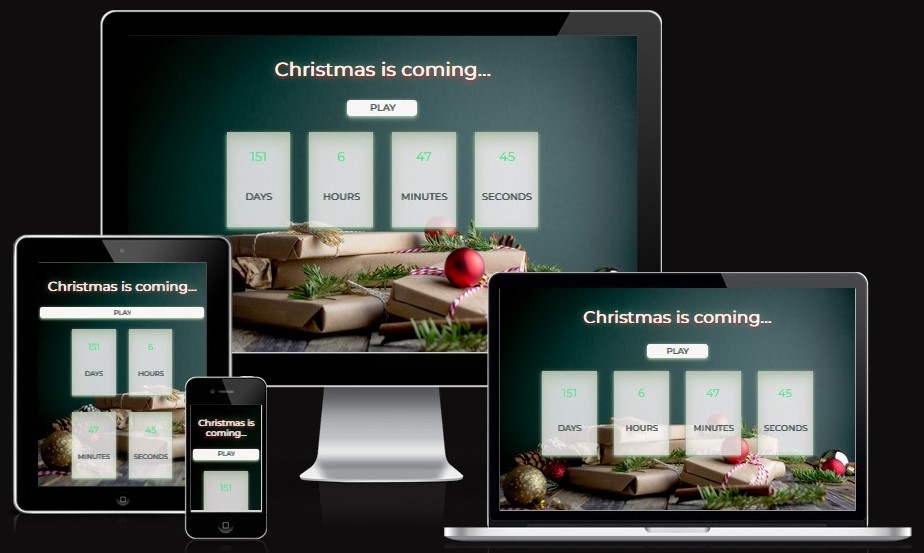 Christmas is coming...
PLAY
151 6 47 45
DAYS HOURS MINUTES SECONDS
Christmas is coming...
PLAY
151 6
DAYS HOURS
47 45
MINUTES SECONDS
Christmas is
coming...
PLAY
151
Christmas is coming...
PLAY
151 6 47 45
DAYS HOURS MINUTES SECONDS